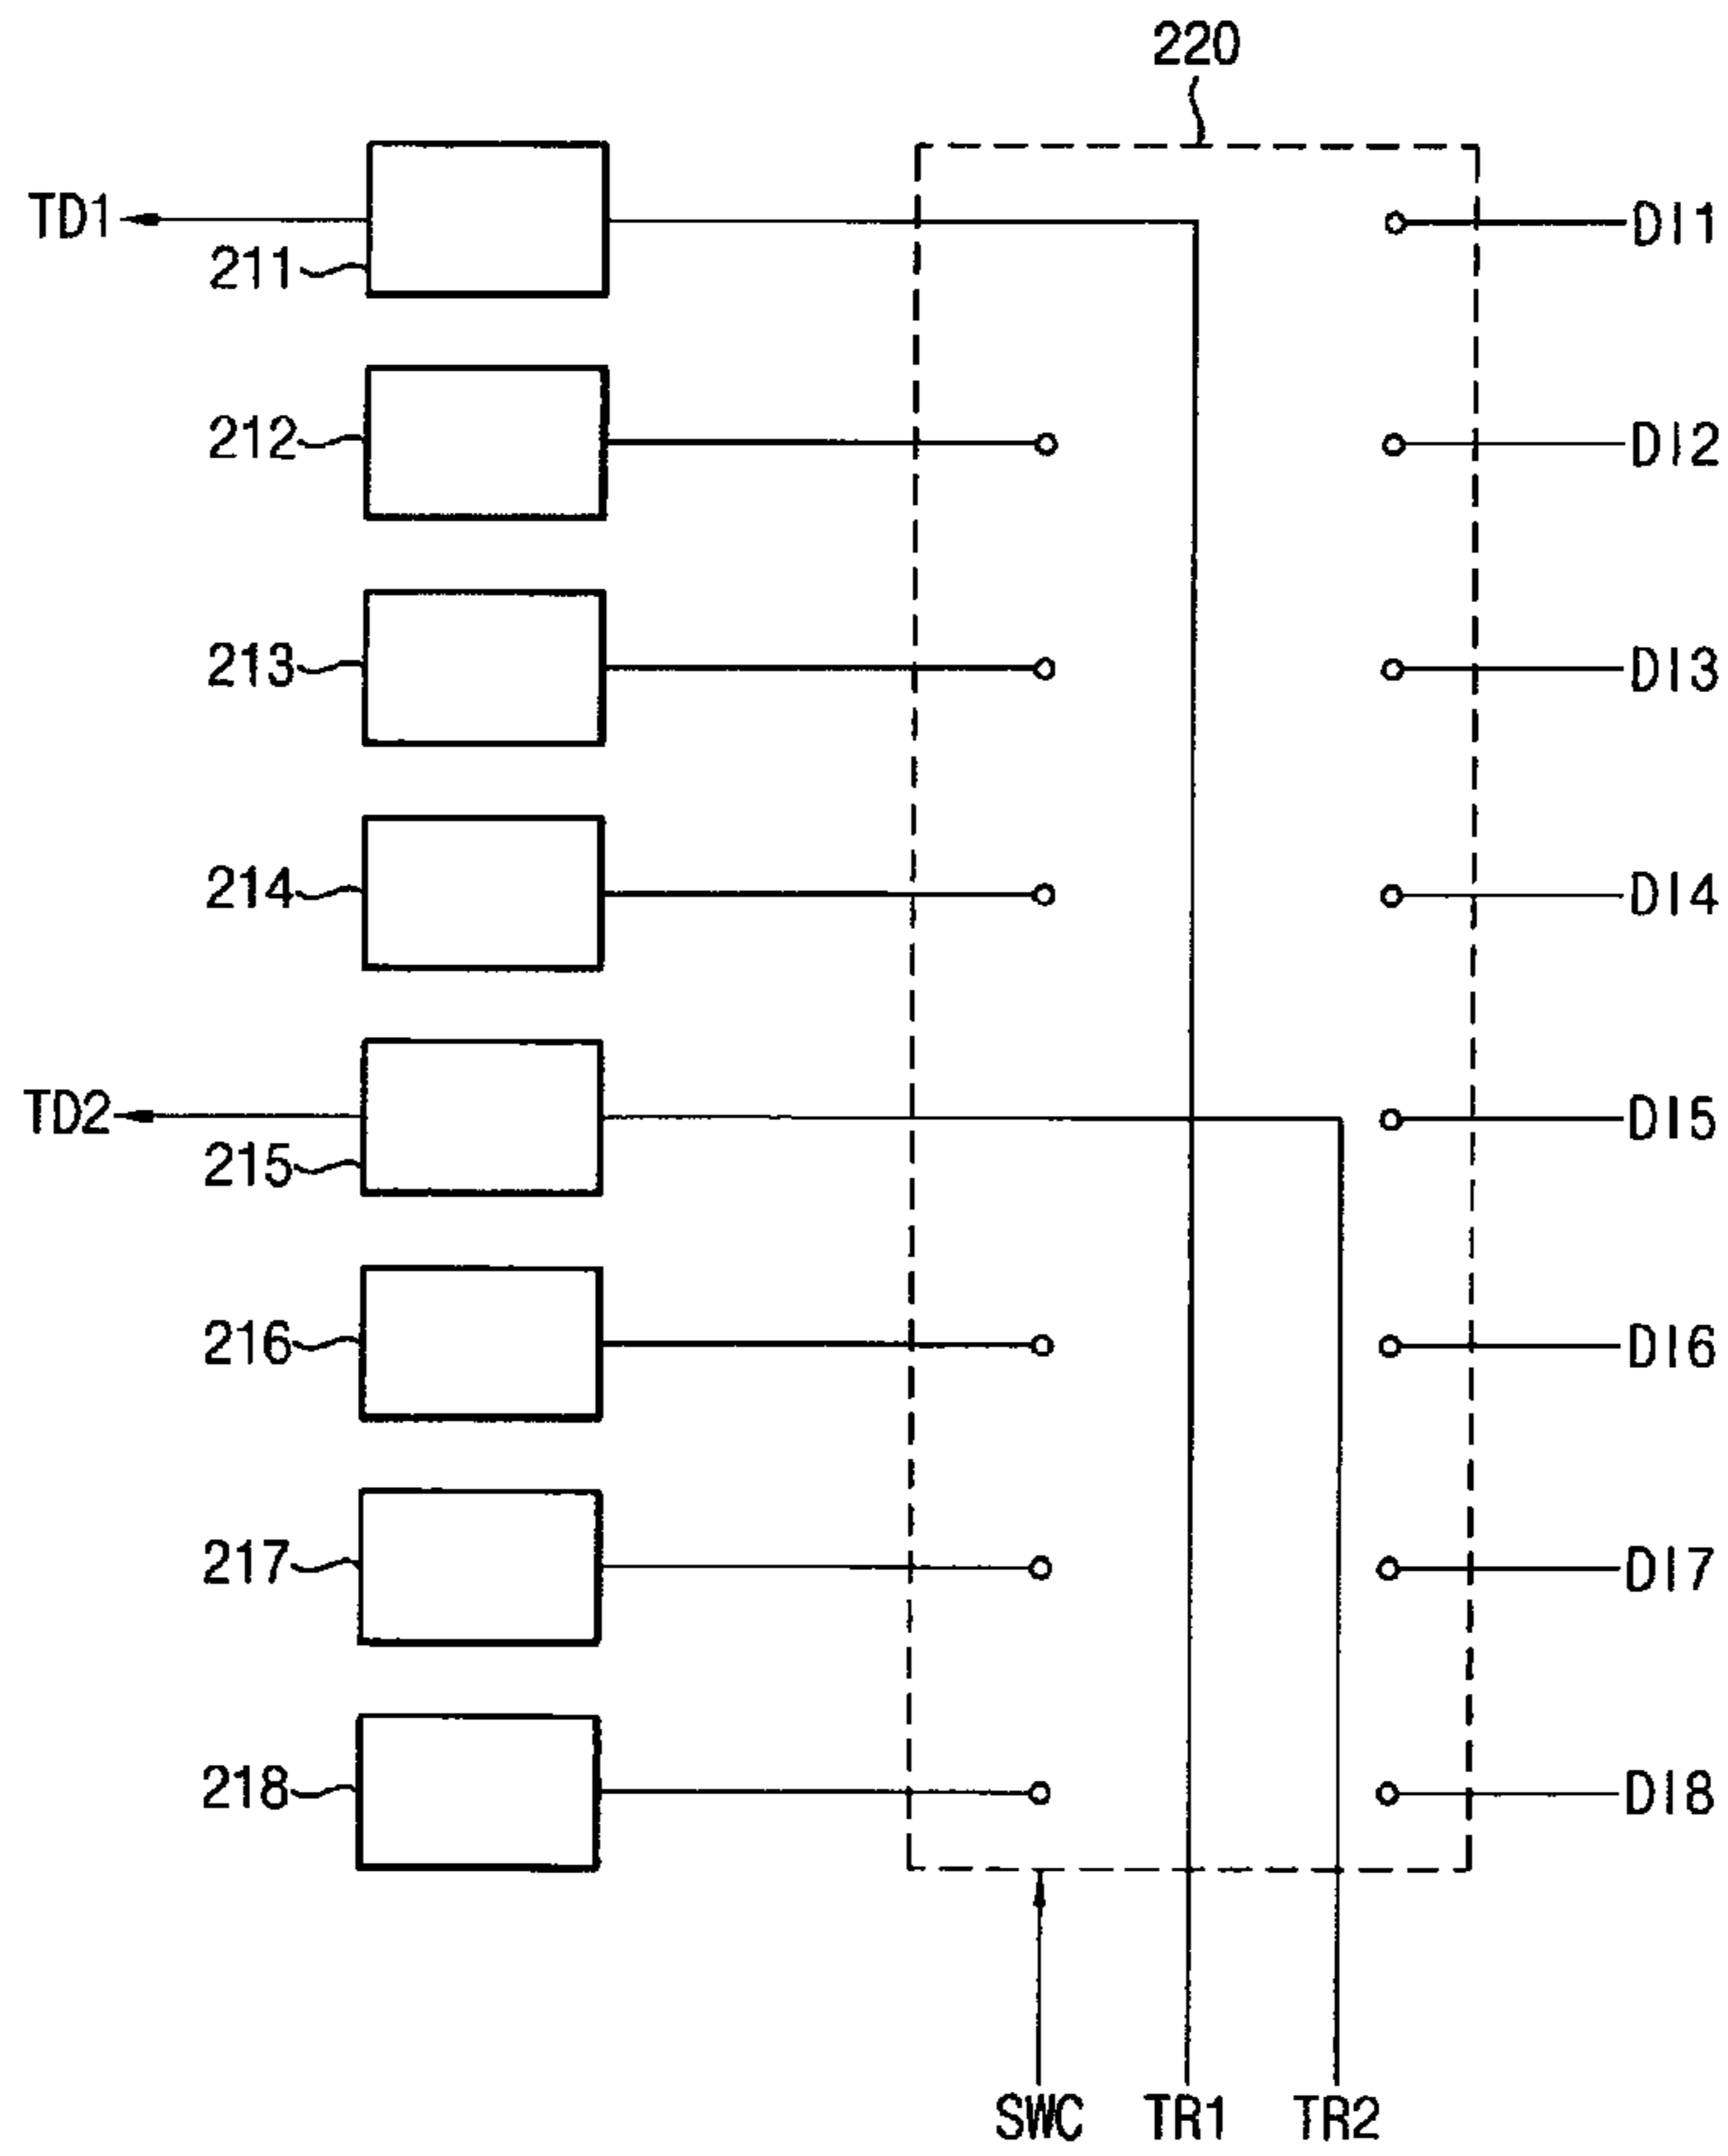 220
TD1
211
DI1
212
DI2
213
DI3
214
DI4
TD2
215
DI5
216
DI6
217
DI7
218
DI8
SWC TR1 TR2